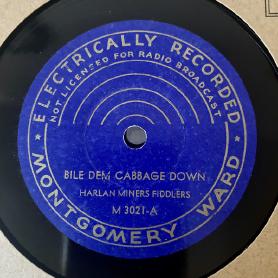 ELECTRICALLY RECORDED
NOT LICENSED FOR RADIO BROADCAST
BILE DEM CABBAGE DOWN
HARLAN MINERS FIDDLERS
M 3021-A
MONTGOMERY WARD